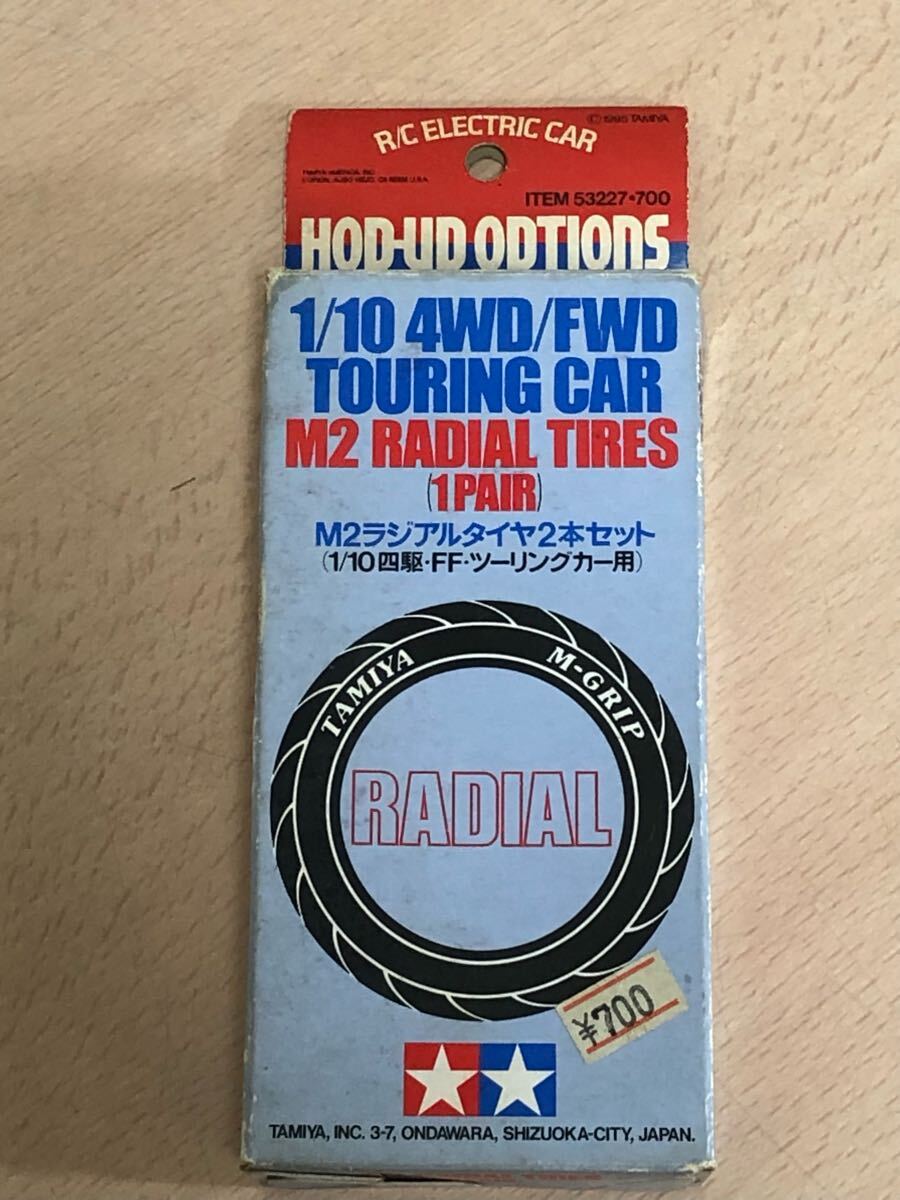 R/C ELECTRIC CAR
© 1995 TAMIYA
TAMIYA AMERICA, INC.
ITEM 53227•700
HOP-UP OPTIONS
1/10 4WD/FWD
TOURING CAR
M2 RADIAL TIRES
(1PAIR)
M2ラジアルタイヤ2本セット
(1/10四駆・FF・ツーリングカー用)
TAMIYA M-GRIP
RADIAL
¥700
TAMIYA, INC. 3-7, ONDAWARA, SHIZUOKA-CITY, JAPAN.